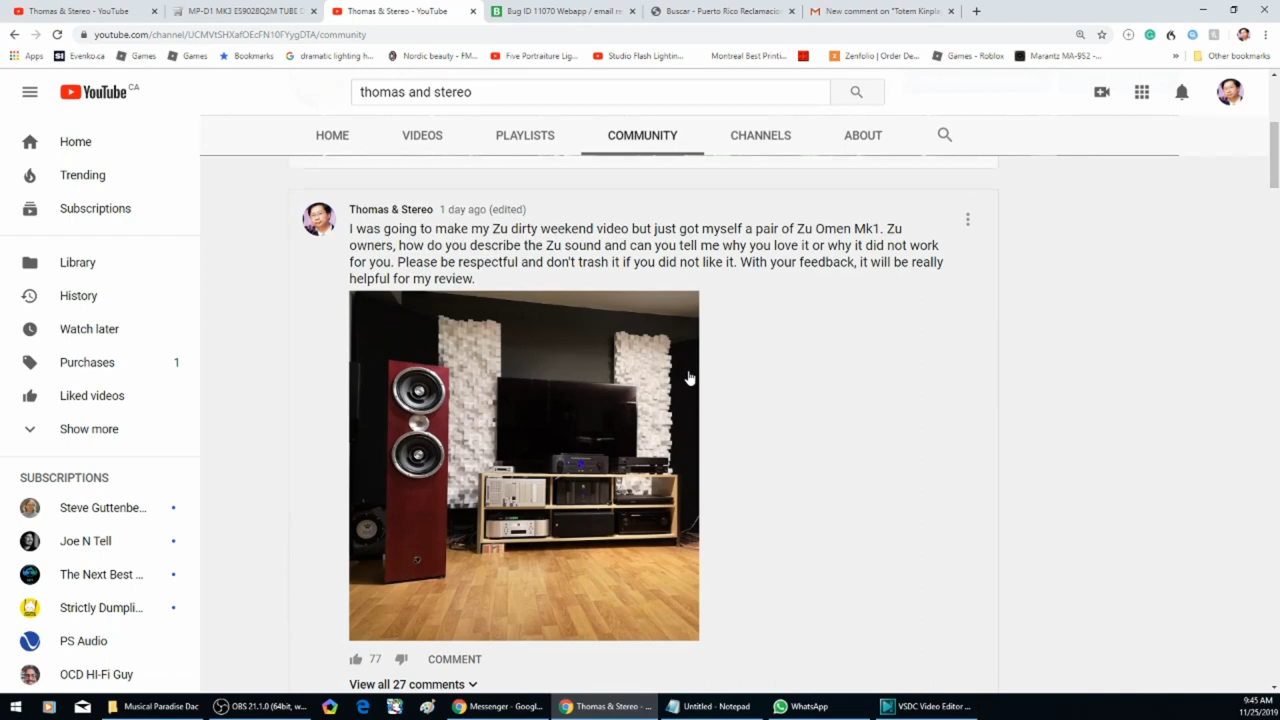 Thomas & Stereo - YouTube
MP-D1 MK3 ES9028Q2M TUBE D
Thomas & Stereo - YouTube
Bug ID 11070 Webapp / email re
Buscar - Puerto Rico Reclamacion
New comment on "Totem Kinpla
youtube.com/channel/UCMVtSHXafOEcFN10FYygDTA/community
Apps
Evenko.ca
Games
Games
Bookmarks
dramatic lighting h...
Nordic beauty - FM...
Five Portraiture Lig...
Studio Flash Lightin...
Montreal Best Printi...
Zenfolio | Order De...
Games - Roblox
Marantz MA-9S2 -...
Other bookmarks
YouTube CA
thomas and stereo
HOME
VIDEOS
PLAYLISTS
COMMUNITY
CHANNELS
ABOUT
Home
Trending
Subscriptions
Library
History
Watch later
Purchases 1
Liked videos
Show more
SUBSCRIPTIONS
Steve Guttenbe...
Joe N Tell
The Next Best ...
Strictly Dumpli...
PS Audio
OCD HI-Fi Guy
Thomas & Stereo 1 day ago (edited)
I was going to make my Zu dirty weekend video but just got myself a pair of Zu Omen Mk1. Zu
owners, how do you describe the Zu sound and can you tell me why you love it or why it did not work
for you. Please be respectful and don't trash it if you did not like it. With your feedback, it will be really
helpful for my review.
77
COMMENT
View all 27 comments
Musical Paradise Dac
OBS 21.1.0 (64bit, w...
Messenger - Googl...
Thomas & Stereo - ...
Untitled - Notepad
WhatsApp
VSDC Video Editor ...
9:45 AM
11/25/2019